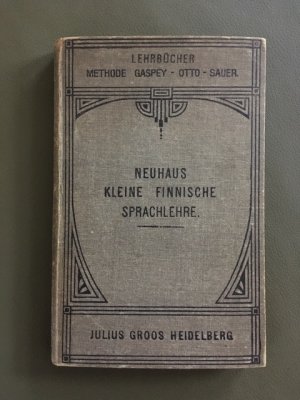 LEHRBÜCHER
METHODE GASPEY - OTTO - SAUER.
NEUHAUS
KLEINE FINNISCHE
SPRACHLEHRE.
JULIUS GROOS HEIDELBERG